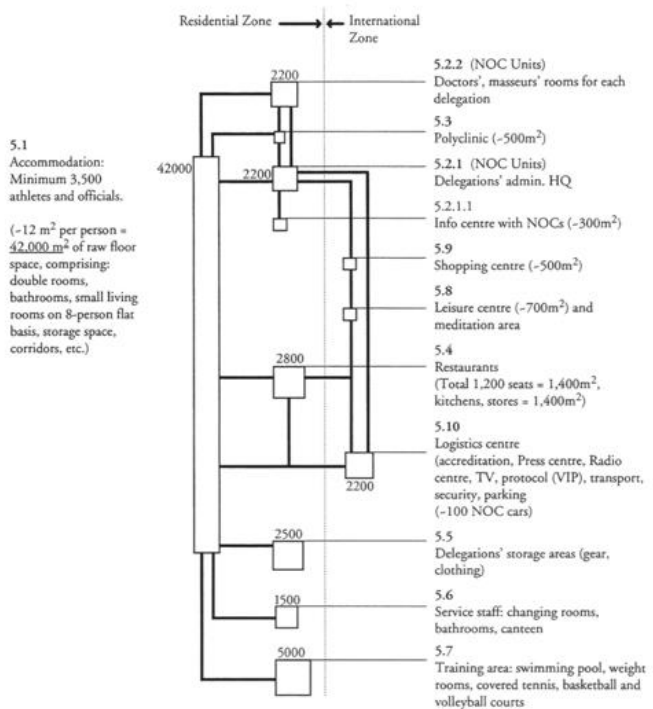 Residential Zone
International
Zone
5.1
Accommodation:
Minimum 3,500
athletes and officials.
(~12 m² per person =
42,000 m² of raw floor
space, comprising:
double rooms,
bathrooms, small living
rooms on 8-person flat
basis, storage space,
corridors, etc.)
42000
2200
2200
2800
2200
2500
1500
5000
5.2.2 (NOC Units)
Doctors', masseurs' rooms for each
delegation
5.3
Polyclinic (~500m²)
5.2.1 (NOC Units)
Delegations' admin. HQ
5.2.1.1
Info centre with NOCs (~300m²)
5.9
Shopping centre (~500m²)
5.8
Leisure centre (~700m²) and
meditation area
5.4
Restaurants
(Total 1,200 seats = 1,400m²,
kitchens, stores = 1,400m²)
5.10
Logistics centre
(accreditation, Press centre, Radio
centre, TV, protocol (VIP), transport,
security, parking
(~100 NOC cars)
5.5
Delegations' storage areas (gear,
clothing)
5.6
Service staff: changing rooms,
bathrooms, canteen
5.7
Training area: swimming pool, weight
rooms, covered tennis, basketball and
volleyball courts